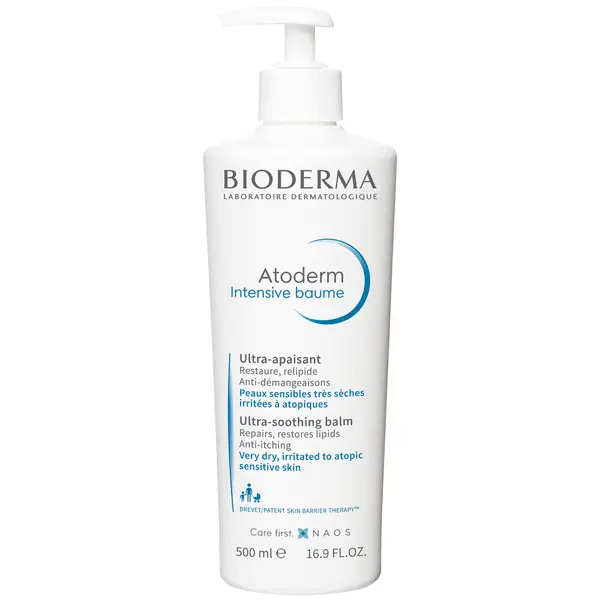 BIODERMA
LABORATOIRE DERMATOLOGIQUE
Atoderm
Intensive baume
Ultra-apaisant
Restaure, relipide
Anti-démangeaisons
Peaux sensibles très sèches
irritées à atopiques
Ultra-soothing balm
Repairs, restores lipids
Anti-itching
Very dry, irritated to atopic
sensitive skin
BREVET/PATENT SKIN BARRIER THERAPY™
Care first. NAOS
500 ml ℮ 16.9 FL.OZ.